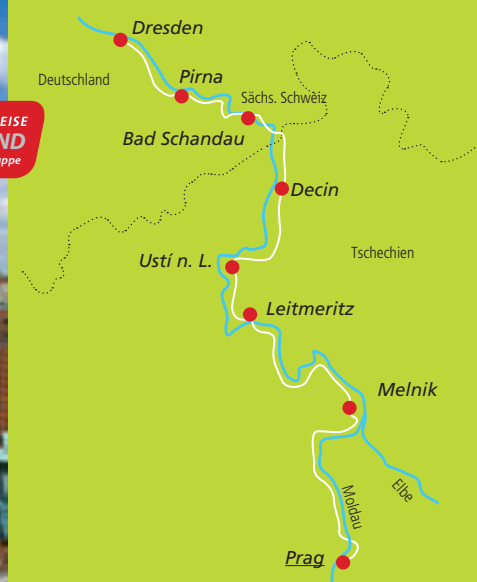 Dresden
Deutschland
Pirna
Sächs. Schweiz
EISE
ND
ppe
Bad Schandau
Decin
Tschechien
Ustí n. L.
Leitmeritz
Melnik
Elbe
Moldau
Prag